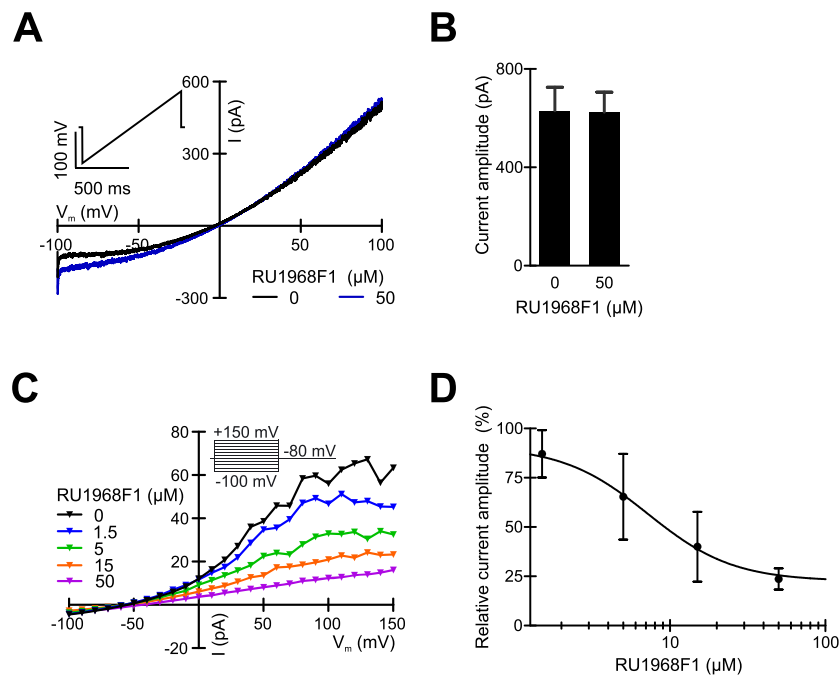 A
600
I (pA)
300
100 mV
500 ms
Vm (mV)
-100
-50
50
100
RU1968F1 (µM)
0
50
-300
B
800
Current amplitude (pA)
400
0
0
50
RU1968F1 (µM)
C
80
+150 mV
-80 mV
-100 mV
60
RU1968F1 (µM)
0
1.5
5
15
50
40
20
-100
-50
50
100
150
I (pA)
Vm (mV)
-20
D
100
Relative current amplitude (%)
75
50
25
0
10
100
RU1968F1 (µM)